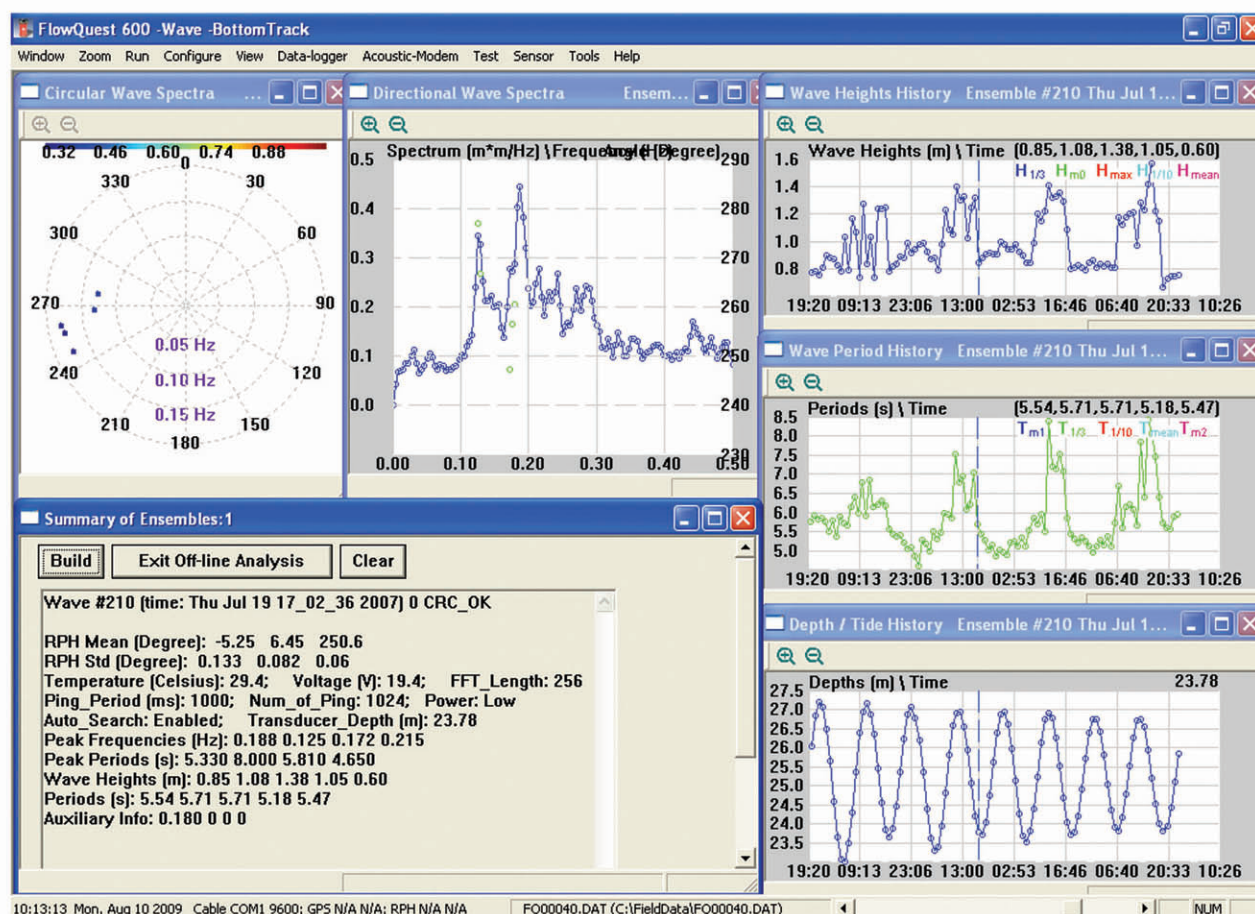 FlowQuest 600 -Wave -BottomTrack
Window Zoom Run Configure View Data-logger Acoustic-Modem Test Sensor Tools Help
Circular Wave Spectra ...
0.32 0.46 0.60 0.74 0.88
0
330 30
300 60
270 90
240 120
210 150
180
0.05 Hz
0.10 Hz
0.15 Hz
Directional Wave Spectra Ensem...
Spectrum (m*m/Hz) \ Frequency (Hz)
Angle (Degree)
0.5 290
0.4 280
0.3 270
0.2 260
0.1 250
0.0 240
230
0.00 0.10 0.20 0.30 0.40 0.50
Wave Heights History Ensemble #210 Thu Jul 1...
Wave Heights (m) \ Time (0.85,1.08,1.38,1.05,0.60)
H1/3 Hm0 Hmax H1/10 Hmean
1.6
1.4
1.2
1.0
0.8
19:20 09:13 23:06 13:00 02:53 16:46 06:40 20:33 10:26
Wave Period History Ensemble #210 Thu Jul 1...
Periods (s) \ Time (5.54,5.71,5.71,5.18,5.47)
Tm1 T1/3 T1/10 Tmean Tm2
8.5
8.0
7.5
7.0
6.5
6.0
5.5
5.0
19:20 09:13 23:06 13:00 02:53 16:46 06:40 20:33 10:26
Summary of Ensembles:1
Build Exit Off-line Analysis Clear
Wave #210 (time: Thu Jul 19 17_02_36 2007) 0 CRC_OK
RPH Mean (Degree): -5.25 6.45 250.6
RPH Std (Degree): 0.133 0.082 0.06
Temperature (Celsius): 29.4; Voltage (V): 19.4; FFT_Length: 256
Ping_Period (ms): 1000; Num_of_Ping: 1024; Power: Low
Auto_Search: Enabled; Transducer_Depth (m): 23.78
Peak Frequencies (Hz): 0.188 0.125 0.172 0.215
Peak Periods (s): 5.330 8.000 5.810 4.650
Wave Heights (m): 0.85 1.08 1.38 1.05 0.60
Periods (s): 5.54 5.71 5.71 5.18 5.47
Auxiliary Info: 0.180 0 0 0
Depth / Tide History Ensemble #210 Thu Jul 1...
Depths (m) \ Time 23.78
27.5
27.0
26.5
26.0
25.5
25.0
24.5
24.0
23.5
19:20 09:13 23:06 13:00 02:53 16:46 06:40 20:33 10:26
10:13:13 Mon, Aug 10 2009 Cable COM1 9600; GPS N/A N/A; RPH N/A N/A FO00040.DAT (C:\FieldData\FO00040.DAT) NUM